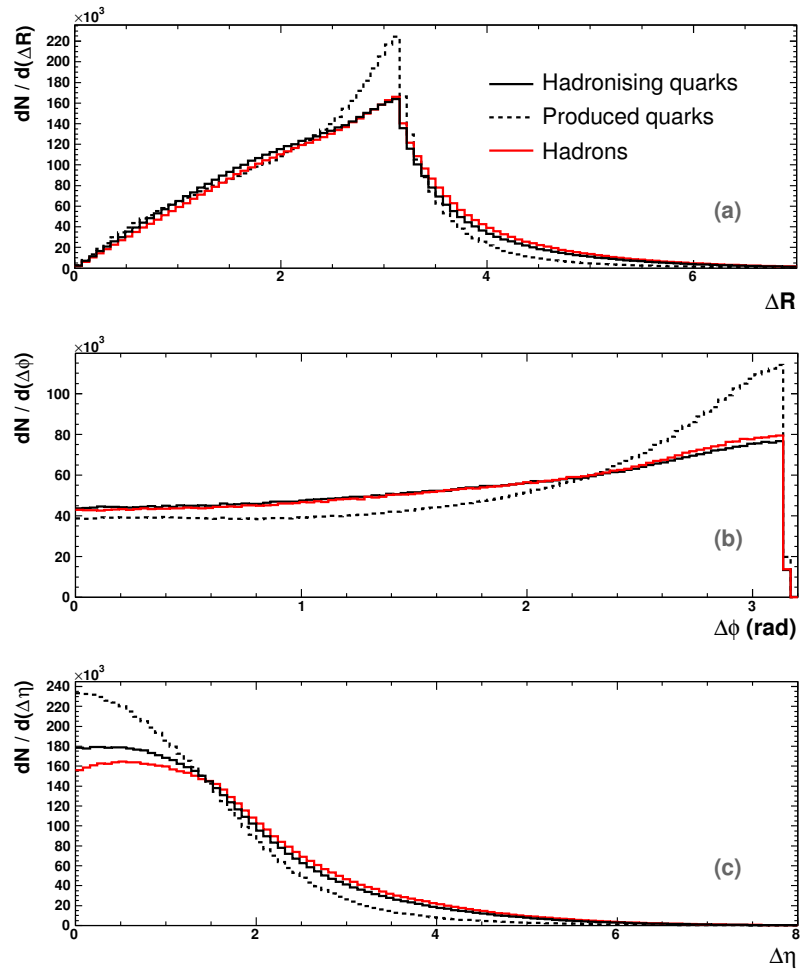 ×10³
dN / d(ΔR)
220
200
180
160
140
120
100
80
60
40
20
0
Hadronising quarks
Produced quarks
Hadrons
(a)
0 2 4 6
ΔR
×10³
dN / d(Δϕ)
100
80
60
40
20
0
(b)
0 1 2 3
Δϕ (rad)
×10³
dN / d(Δη)
240
220
200
180
160
140
120
100
80
60
40
20
0
(c)
0 2 4 6 8
Δη